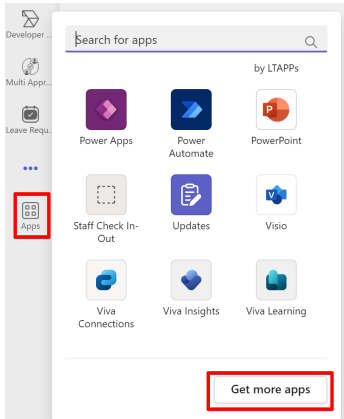 Developer ...
Multi Appr...
Leave Requ...
Apps
Search for apps
by LTAPPs
Power Apps
Power
Automate
PowerPoint
Staff Check In-
Out
Updates
Visio
Viva
Connections
Viva Insights
Viva Learning
Get more apps